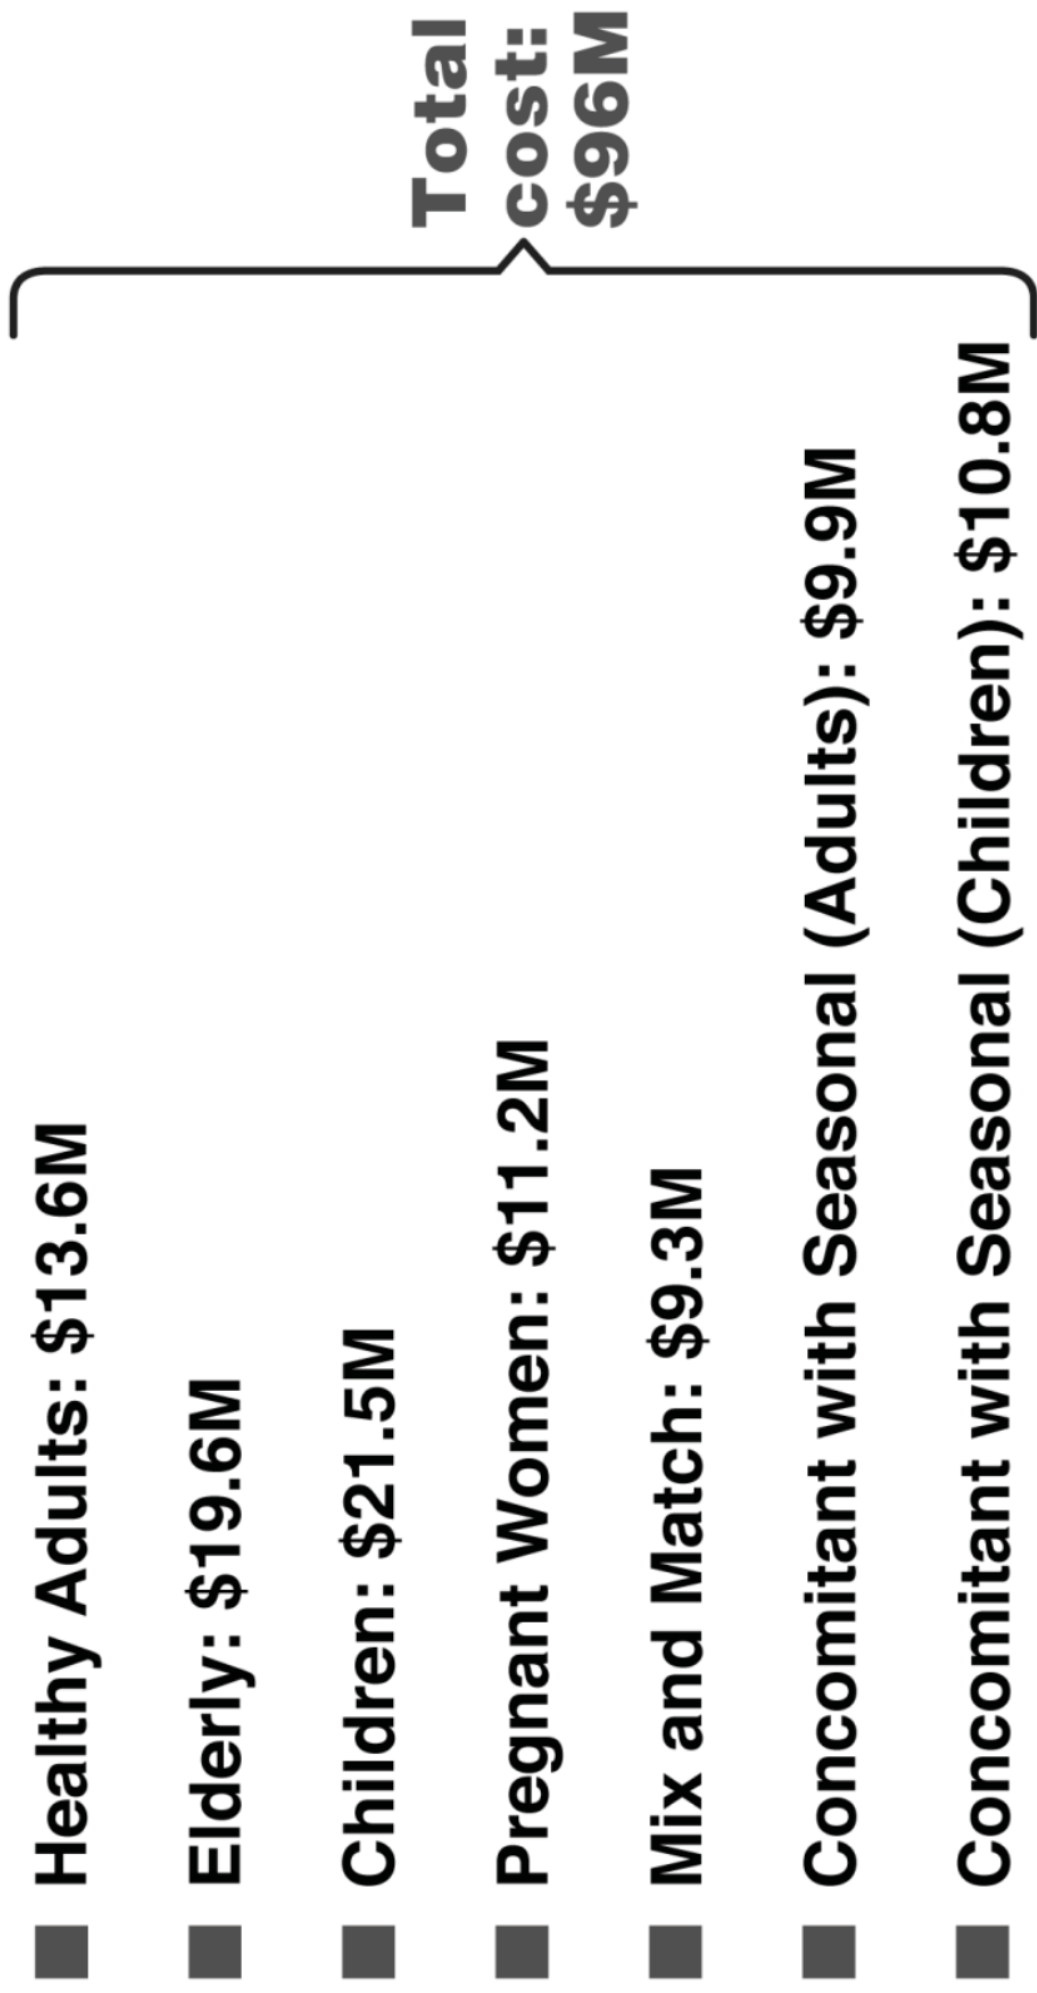 Healthy Adults: $13.6M
Elderly: $19.6M
Children: $21.5M
Pregnant Women: $11.2M
Mix and Match: $9.3M
Concomitant with Seasonal (Adults): $9.9M
Concomitant with Seasonal (Children): $10.8M
Total
cost:
$96M